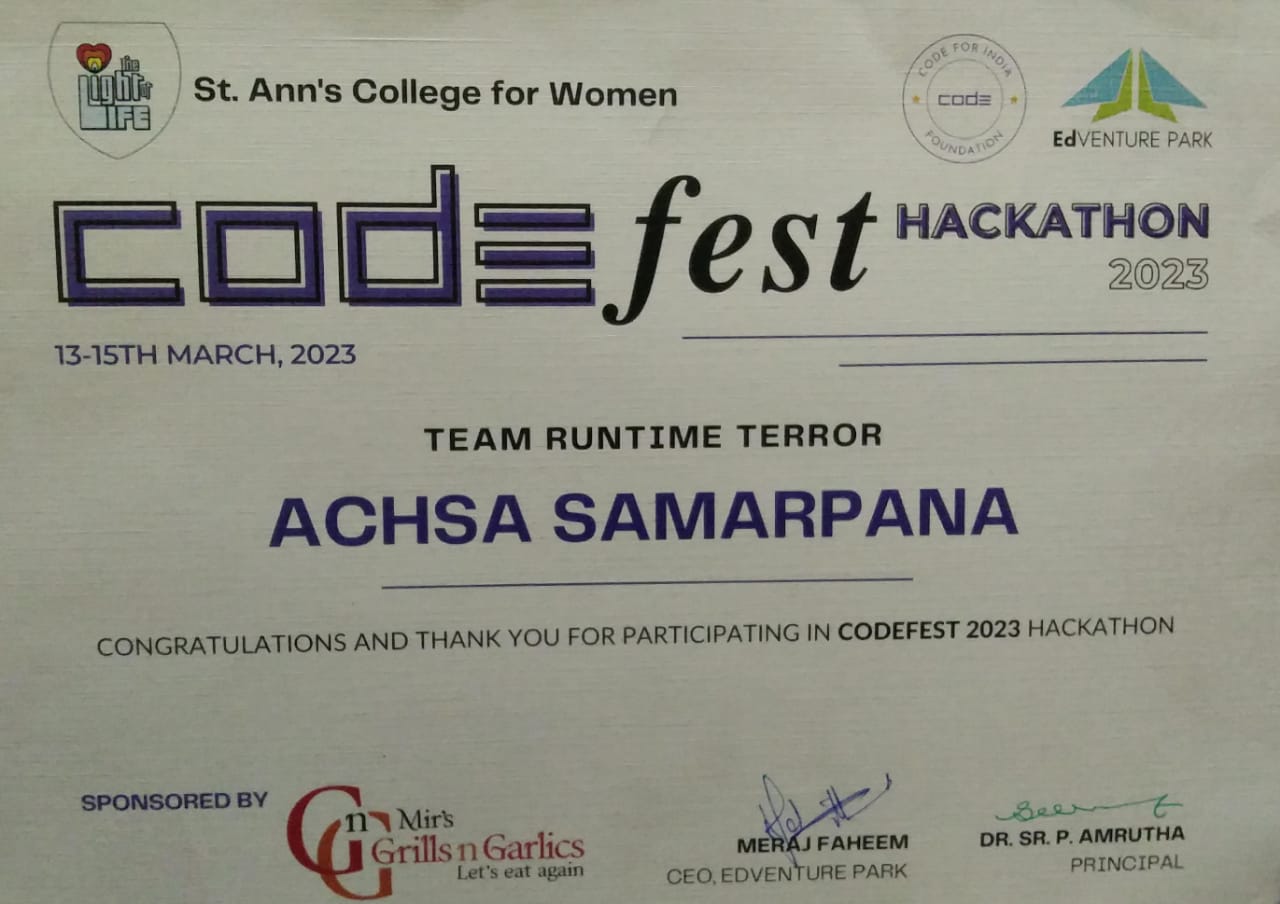 the Light of LIFE
St. Ann's College for Women
CODE FOR INDIA
code
FOUNDATION
EdVENTURE PARK
code fest HACKATHON
2023
13-15TH MARCH, 2023
TEAM RUNTIME TERROR
ACHSA SAMARPANA
CONGRATULATIONS AND THANK YOU FOR PARTICIPATING IN CODEFEST 2023 HACKATHON
SPONSORED BY
GnG
Mir's
Grills n Garlics
Let's eat again
MERAJ FAHEEM
CEO, EDVENTURE PARK
DR. SR. P. AMRUTHA
PRINCIPAL